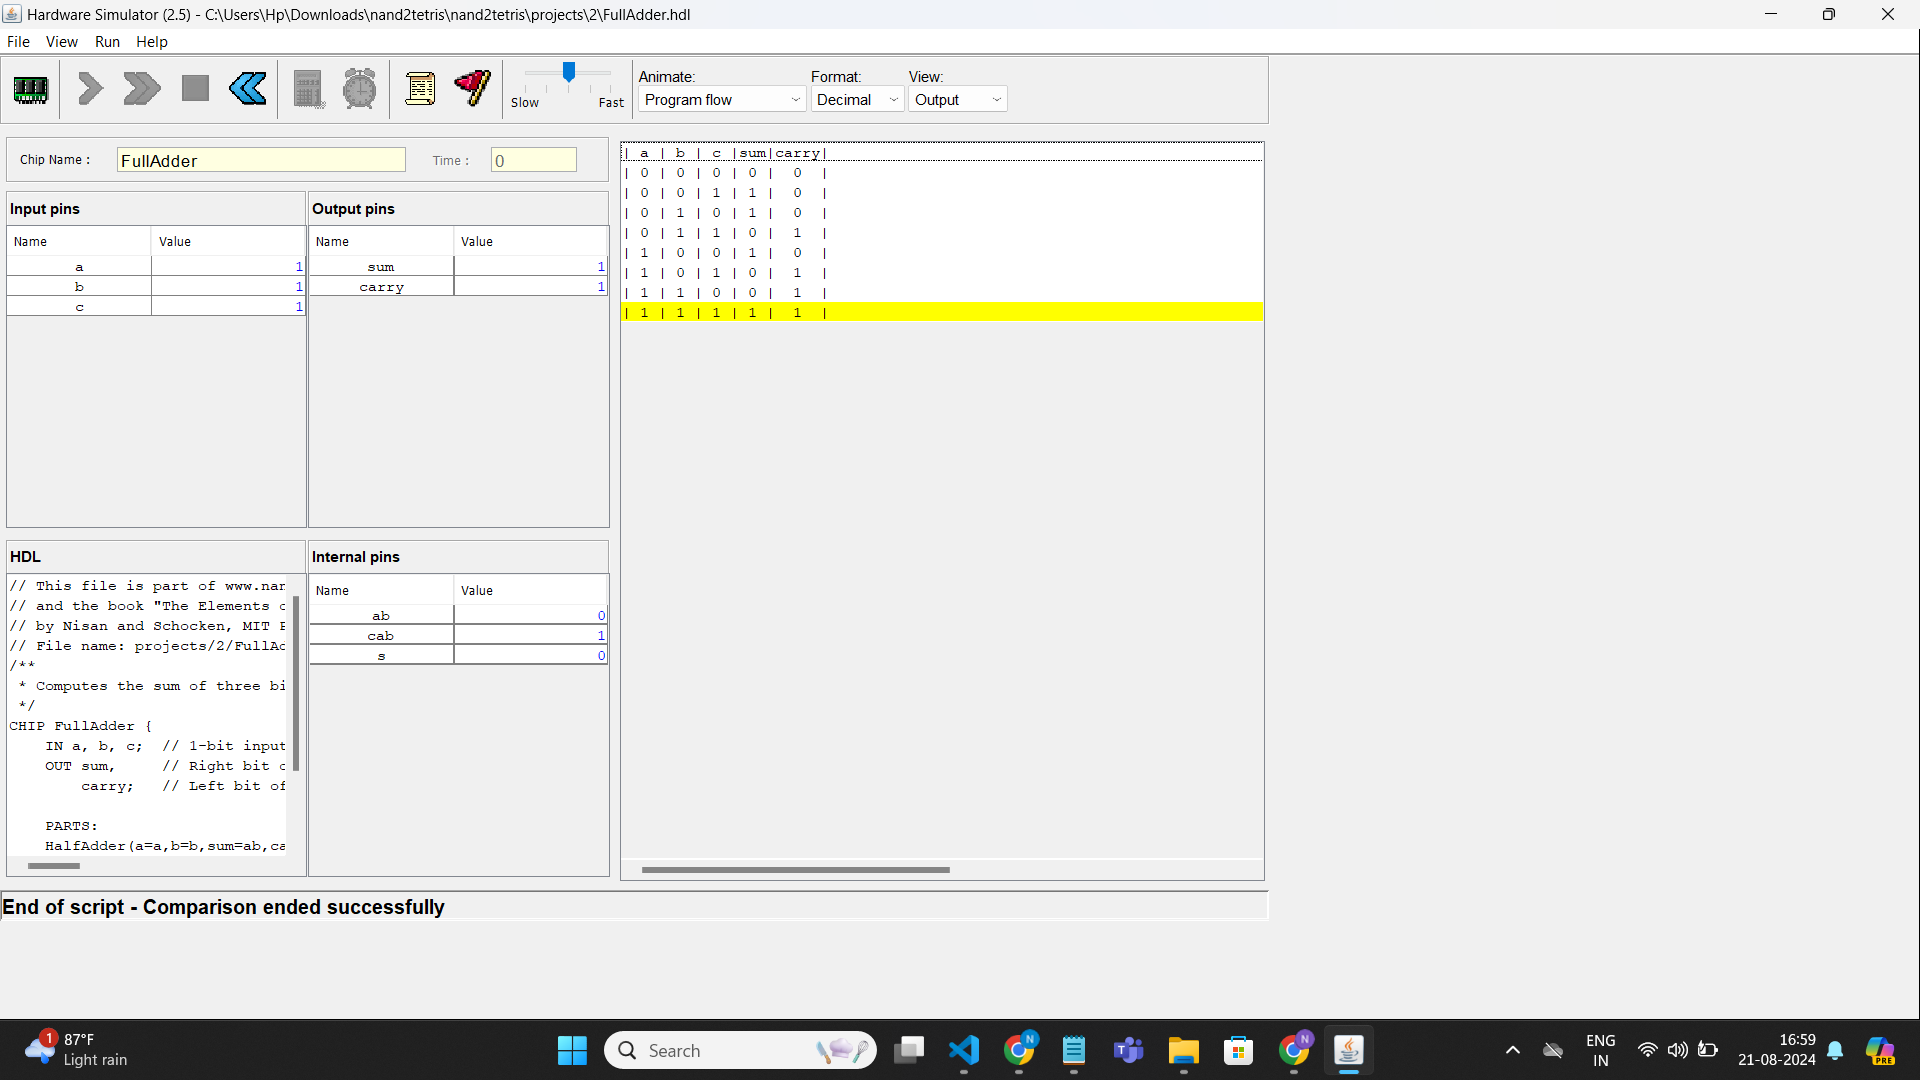 Hardware Simulator (2.5) - C:\Users\Hp\Downloads\nand2tetris\nand2tetris\projects\2\FullAdder.hdl
File View Run Help
Slow Fast
Animate: Format: View:
Program flow Decimal Output
Chip Name : FullAdder Time : 0
Input pins
Name Value
a 1
b 1
c 1
Output pins
Name Value
sum 1
carry 1
| a | b | c |sum|carry|
| 0 | 0 | 0 | 0 | 0 |
| 0 | 0 | 1 | 1 | 0 |
| 0 | 1 | 0 | 1 | 0 |
| 0 | 1 | 1 | 0 | 1 |
| 1 | 0 | 0 | 1 | 0 |
| 1 | 0 | 1 | 0 | 1 |
| 1 | 1 | 0 | 0 | 1 |
| 1 | 1 | 1 | 1 | 1 |
HDL
// This file is part of www.nan
// and the book "The Elements o
// by Nisan and Schocken, MIT P
// File name: projects/2/FullAd
/**
* Computes the sum of three bi
*/
CHIP FullAdder {
IN a, b, c; // 1-bit input
OUT sum, // Right bit o
carry; // Left bit of
PARTS:
HalfAdder(a=a,b=b,sum=ab,ca
Internal pins
Name Value
ab 0
cab 1
s 0
End of script - Comparison ended successfully
1
87°F
Light rain
Search
N
N
ENG
IN
16:59
21-08-2024
PRE